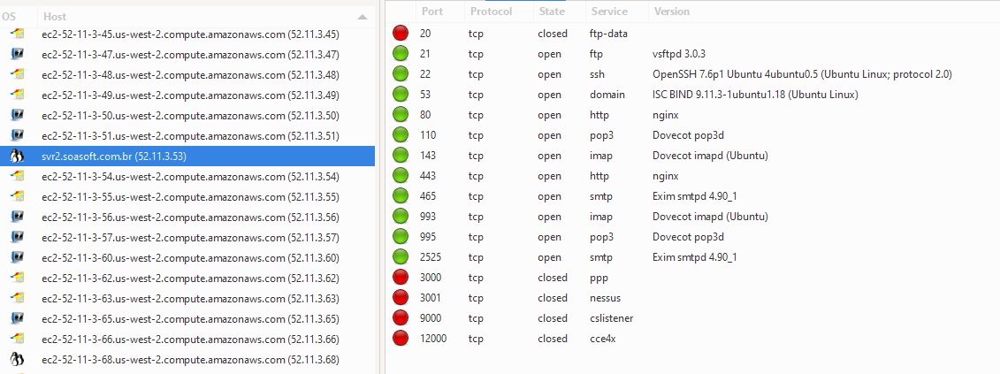 OS Host
ec2-52-11-3-45.us-west-2.compute.amazonaws.com (52.11.3.45)
ec2-52-11-3-47.us-west-2.compute.amazonaws.com (52.11.3.47)
ec2-52-11-3-48.us-west-2.compute.amazonaws.com (52.11.3.48)
ec2-52-11-3-49.us-west-2.compute.amazonaws.com (52.11.3.49)
ec2-52-11-3-50.us-west-2.compute.amazonaws.com (52.11.3.50)
ec2-52-11-3-51.us-west-2.compute.amazonaws.com (52.11.3.51)
svr2.soasoft.com.br (52.11.3.53)
ec2-52-11-3-54.us-west-2.compute.amazonaws.com (52.11.3.54)
ec2-52-11-3-55.us-west-2.compute.amazonaws.com (52.11.3.55)
ec2-52-11-3-56.us-west-2.compute.amazonaws.com (52.11.3.56)
ec2-52-11-3-57.us-west-2.compute.amazonaws.com (52.11.3.57)
ec2-52-11-3-60.us-west-2.compute.amazonaws.com (52.11.3.60)
ec2-52-11-3-62.us-west-2.compute.amazonaws.com (52.11.3.62)
ec2-52-11-3-63.us-west-2.compute.amazonaws.com (52.11.3.63)
ec2-52-11-3-65.us-west-2.compute.amazonaws.com (52.11.3.65)
ec2-52-11-3-66.us-west-2.compute.amazonaws.com (52.11.3.66)
ec2-52-11-3-68.us-west-2.compute.amazonaws.com (52.11.3.68)
Port Protocol State Service Version
20 tcp closed ftp-data
21 tcp open ftp vsftpd 3.0.3
22 tcp open ssh OpenSSH 7.6p1 Ubuntu 4ubuntu0.5 (Ubuntu Linux; protocol 2.0)
53 tcp open domain ISC BIND 9.11.3-1ubuntu1.18 (Ubuntu Linux)
80 tcp open http nginx
110 tcp open pop3 Dovecot pop3d
143 tcp open imap Dovecot imapd (Ubuntu)
443 tcp open http nginx
465 tcp open smtp Exim smtpd 4.90_1
993 tcp open imap Dovecot imapd (Ubuntu)
995 tcp open pop3 Dovecot pop3d
2525 tcp open smtp Exim smtpd 4.90_1
3000 tcp closed ppp
3001 tcp closed nessus
9000 tcp closed cslistener
12000 tcp closed cce4x